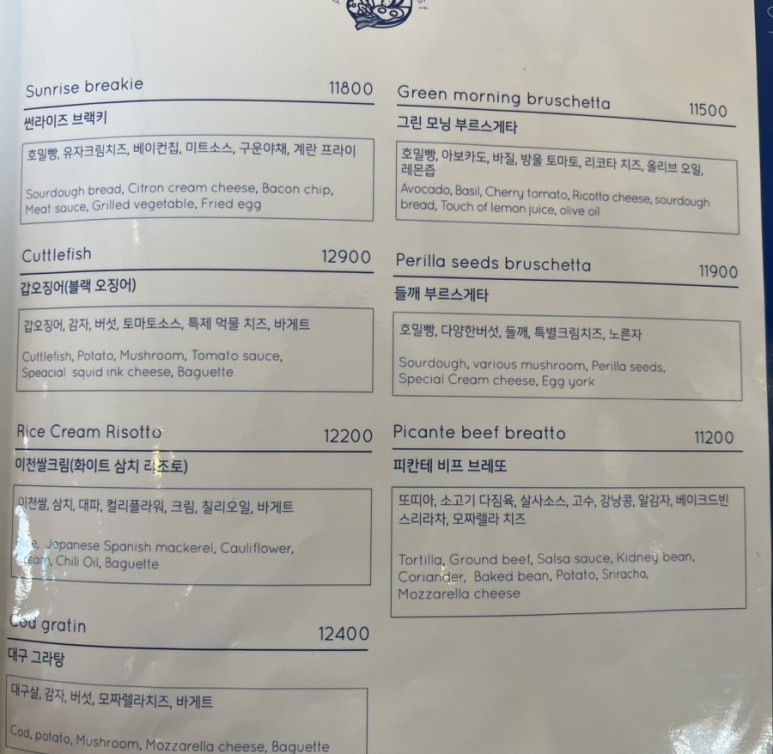 Sunrise breakie 11800
썬라이즈 브랙키
호밀빵, 유자크림치즈, 베이컨칩, 미트소스, 구운야채, 계란 프라이
Sourdough bread, Citron cream cheese, Bacon chip,
Meat sauce, Grilled vegetable, Fried egg
Cuttlefish 12900
갑오징어(블랙 오징어)
갑오징어, 감자, 버섯, 토마토소스, 특제 먹물 치즈, 바게트
Cuttlefish, Potato, Mushroom, Tomato sauce,
Speacial squid ink cheese, Baguette
Rice Cream Risotto 12200
이천쌀크림(화이트 삼치 리조토)
이천쌀, 삼치, 대파, 컬리플라워, 크림, 칠리오일, 바게트
Japanese Spanish mackerel, Cauliflower,
Chili Oil, Baguette
Cod gratin 12400
대구 그라탕
대구살, 감자, 버섯, 모짜렐라치즈, 바게트
Cod, potato, Mushroom, Mozzarella cheese, Baguette
Green morning bruschetta 11500
그린 모닝 부르스게타
호밀빵, 아보카도, 바질, 방울 토마토, 리코타 치즈, 올리브 오일,
레몬즙
Avocado, Basil, Cherry tomato, Ricotta cheese, sourdough
bread, Touch of lemon juice, olive oil
Perilla seeds bruschetta 11900
들깨 부르스게타
호밀빵, 다양한버섯, 들깨, 특별크림치즈, 노른자
Sourdough, various mushroom, Perilla seeds,
Special Cream cheese, Egg york
Picante beef breatto 11200
피칸테 비프 브레또
또띠아, 소고기 다짐육, 살사소스, 고수, 강낭콩, 알감자, 베이크드빈
스리라차, 모짜렐라 치즈
Tortilla, Ground beef, Salsa sauce, Kidney bean,
Coriander, Baked bean, Potato, Sriracha,
Mozzarella cheese